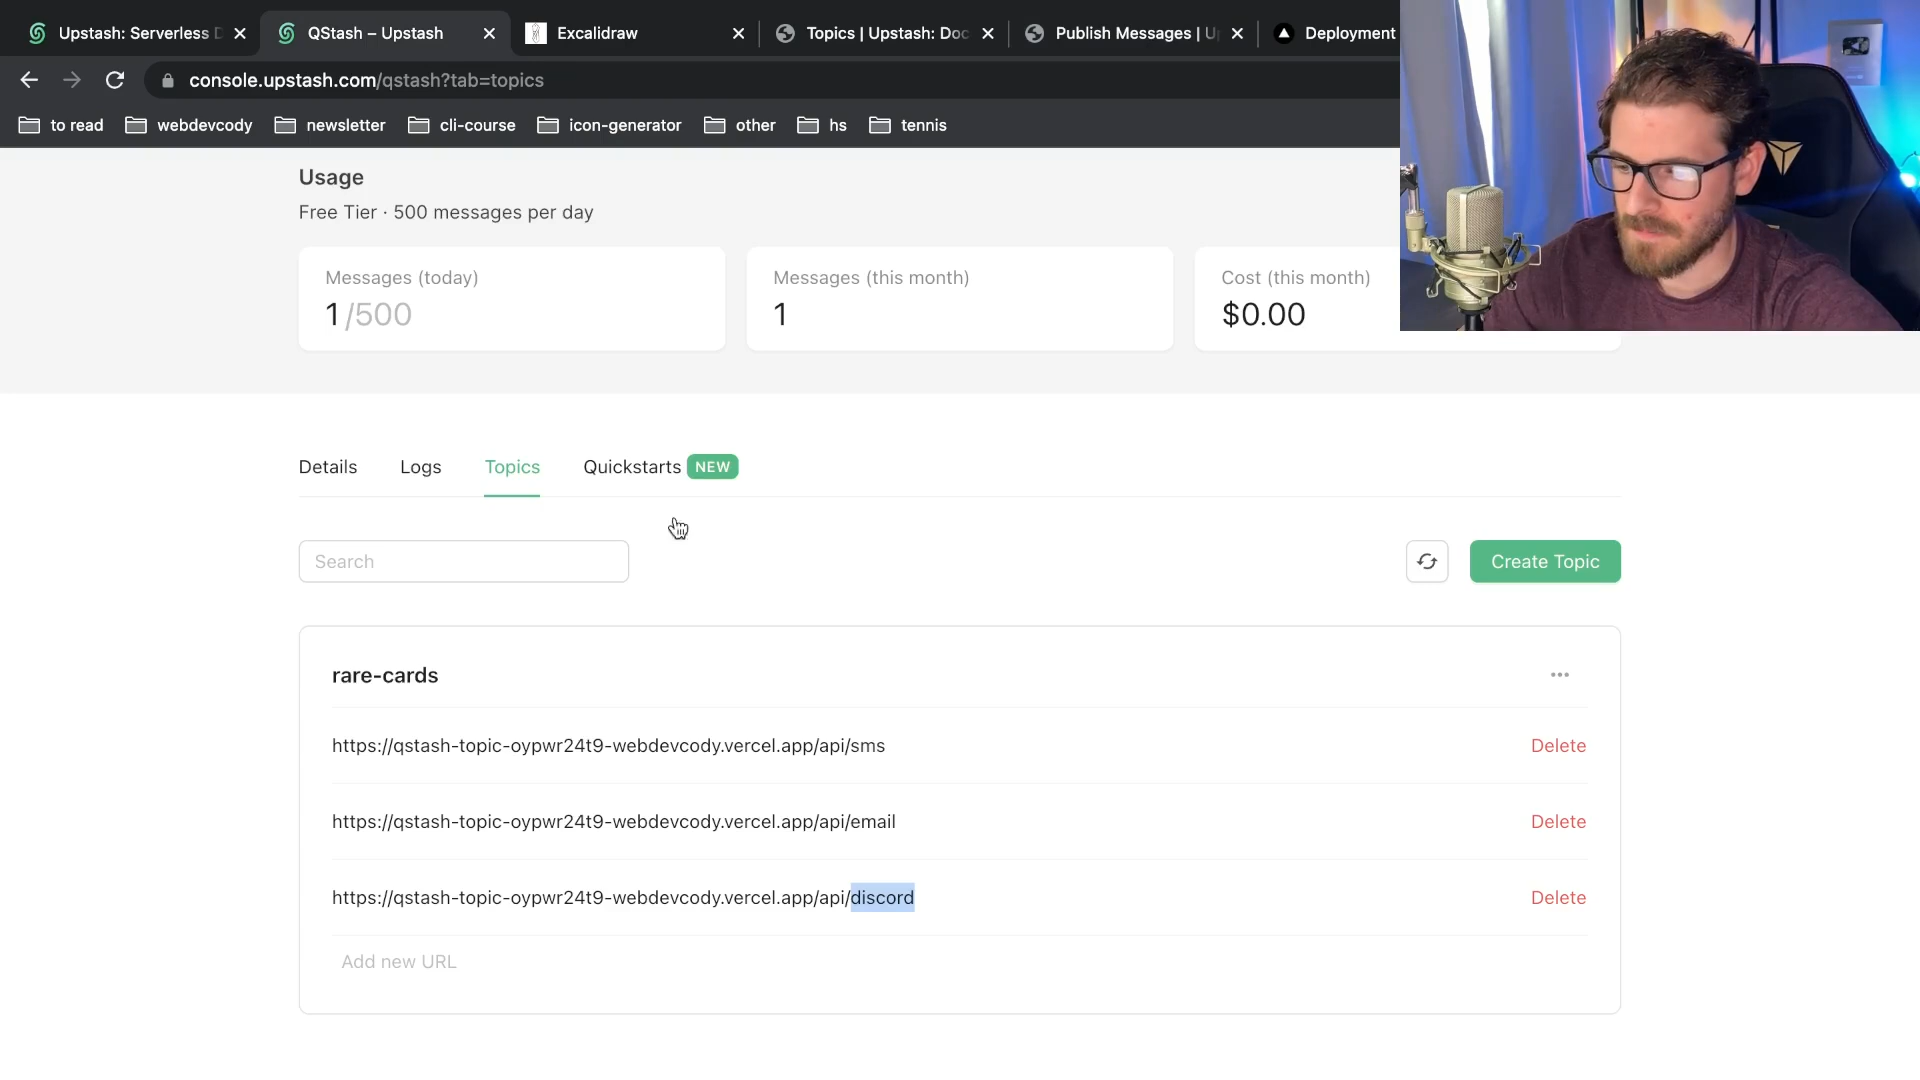 Upstash: Serverless D
QStash – Upstash
Excalidraw
Topics | Upstash: Doc
Publish Messages | U
Deployment
console.upstash.com/qstash?tab=topics
to read
webdevcody
newsletter
cli-course
icon-generator
other
hs
tennis
Usage
Free Tier · 500 messages per day
Messages (today)
1 /500
Messages (this month)
1
Cost (this month)
$0.00
Details
Logs
Topics
Quickstarts NEW
Search
Create Topic
rare-cards
https://qstash-topic-oypwr24t9-webdevcody.vercel.app/api/sms
Delete
https://qstash-topic-oypwr24t9-webdevcody.vercel.app/api/email
Delete
https://qstash-topic-oypwr24t9-webdevcody.vercel.app/api/discord
Delete
Add new URL